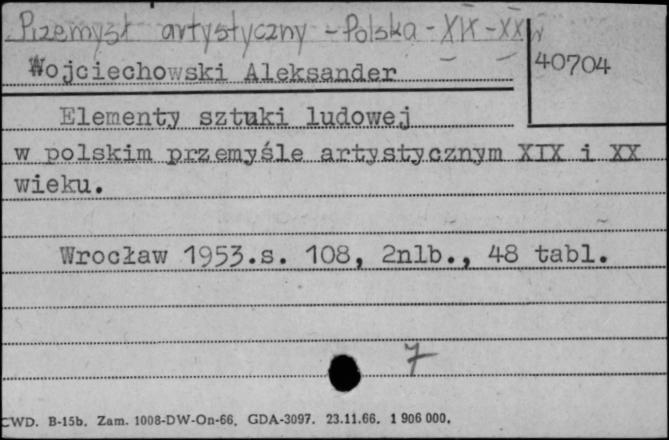 Przemysł artystyczny - Polska - XIX - XX w
Wojciechowski Aleksander
40704
Elementy sztuki ludowej
w polskim przemyśle artystycznym XIX i XX
wieku.
Wrocław 1953.s. 108, 2nlb., 48 tabl.
7
CWD. B-15b. Zam. 1008-DW-On-66. GDA-3097. 23.11.66. 1 906 000.